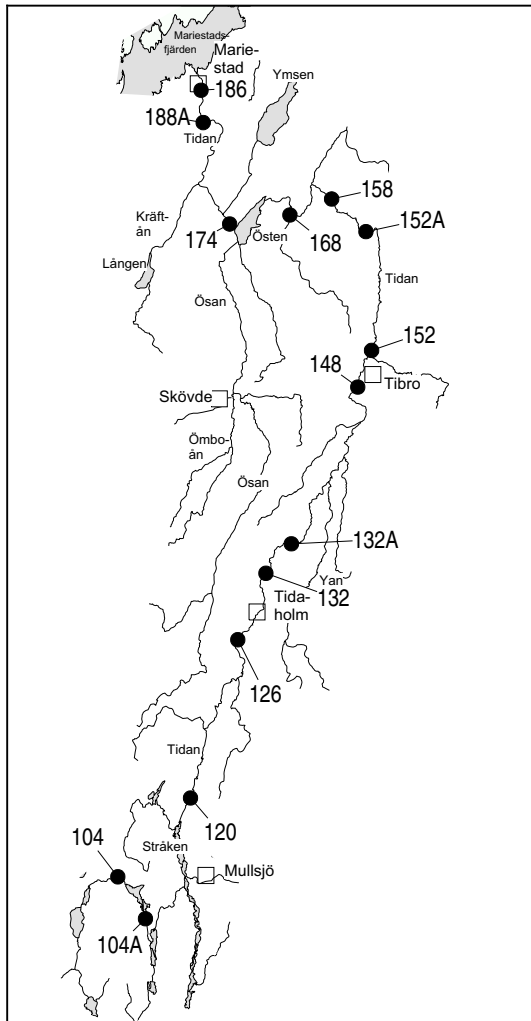 Mariestads-
fjärden
Marie-
stad
186
Ymsen
188A
Tidan
158
Kräft-
ån
174
Östen
168
152A
Lången
Tidan
Ösan
152
148
Tibro
Skövde
Ömbo-
ån
Ösan
132A
Yan
132
Tida-
holm
126
Tidan
120
104
Stråken
Mullsjö
104A